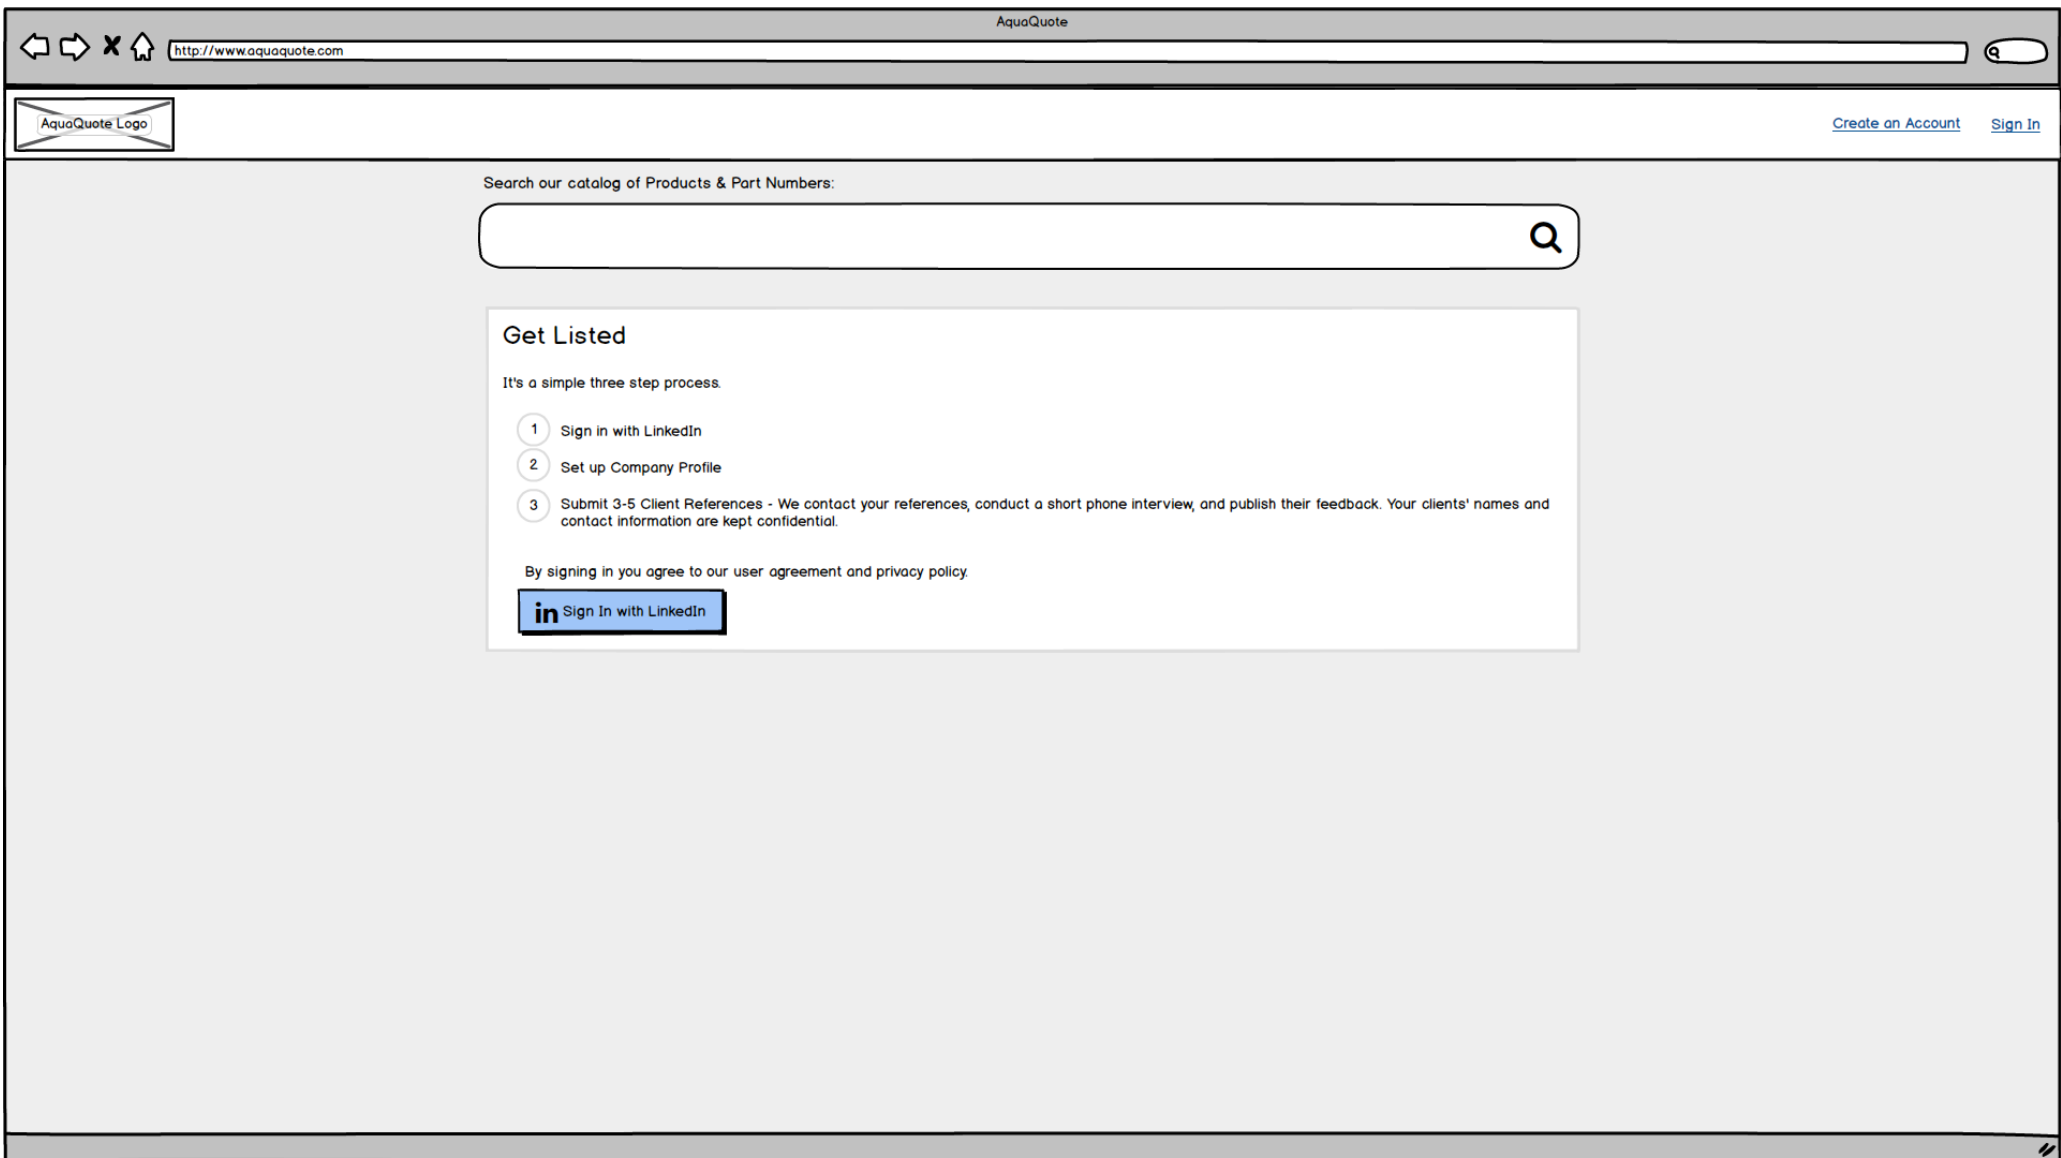 AquaQuote
http://www.aquaquote.com
AquaQuote Logo
Create an Account
Sign In
Search our catalog of Products & Part Numbers:
Get Listed
It's a simple three step process.
1 Sign in with LinkedIn
2 Set up Company Profile
3 Submit 3-5 Client References - We contact your references, conduct a short phone interview, and publish their feedback. Your clients' names and
contact information are kept confidential.
By signing in you agree to our user agreement and privacy policy.
in Sign In with LinkedIn